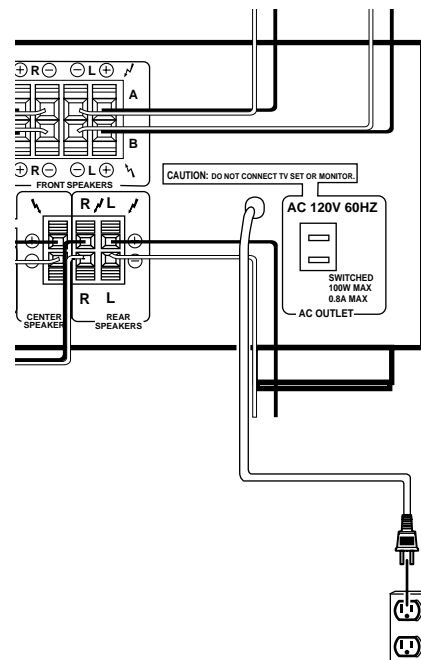 + R − − L +
A
B
+ R − − L +
FRONT SPEAKERS
CAUTION: DO NOT CONNECT TV SET OR MONITOR.
R L
AC 120V 60HZ
+ +
− −
SWITCHED
100W MAX
0.8A MAX
AC OUTLET
R L
CENTER
SPEAKER
REAR
SPEAKERS